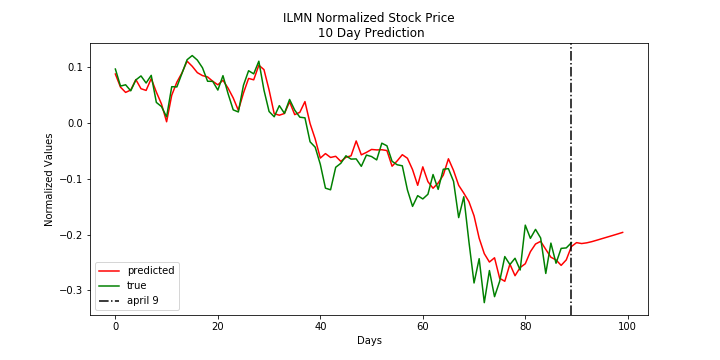 ILMN Normalized Stock Price
10 Day Prediction
Normalized Values
0.1
0.0
−0.1
−0.2
−0.3
predicted
true
april 9
0
20
40
60
80
100
Days